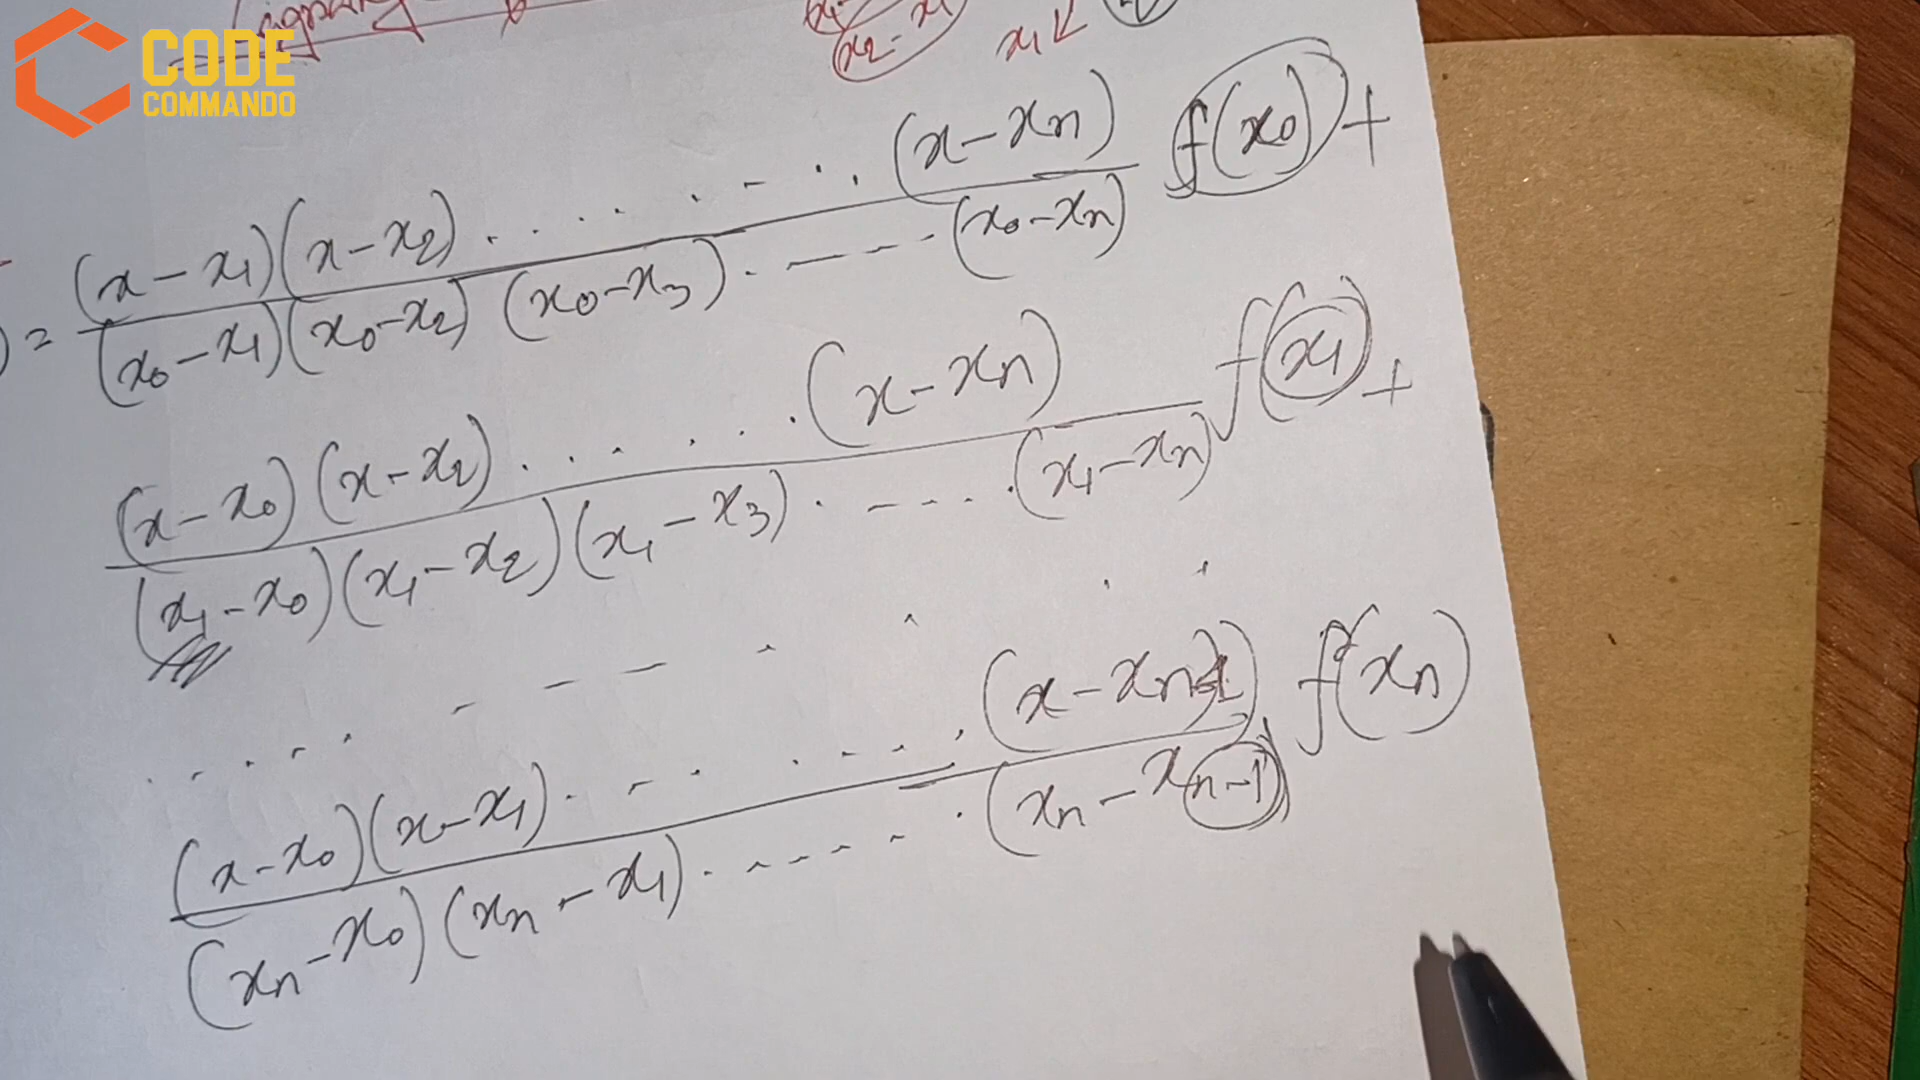 CODE
COMMANDO
x2 - x1
x1
) = (x - x1)(x - x2) . . . . . - . . (x - xn) f(x0) +
(x0 - x1)(x0 - x2) (x0 - x3) . - - - - (x0 - xn)
(x - x0)(x - x2) . . . . . . . (x - xn) f(x1) +
(x1 - x0)(x1 - x2)(x1 - x3) . - - - . (x1 - xn)
. - . - . - - - - . . .
(x - x0)(x - x1) . - - . . - - - . (x - xn-1) f(xn)
(xn - x0)(xn - x1) . - - - - - . (xn - xn-1)